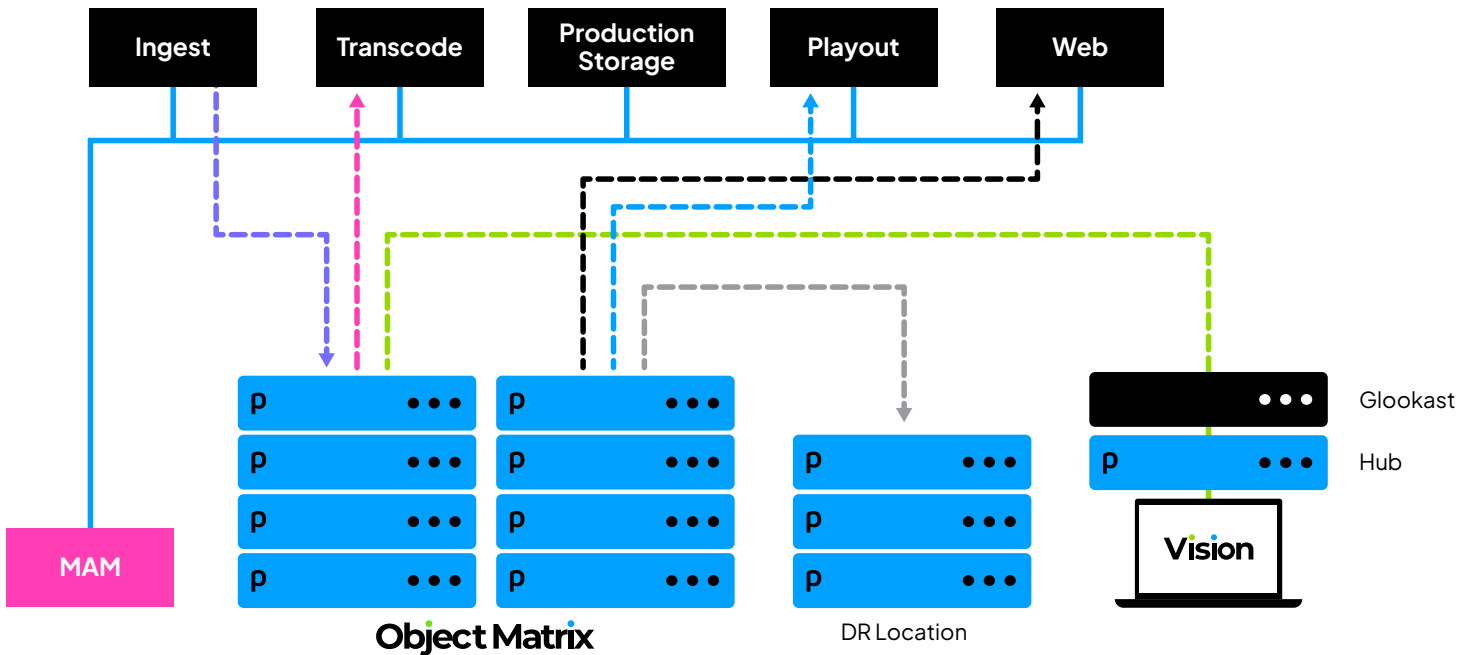 Ingest
Transcode
Production
Storage
Playout
Web
p
p
p
p
p
p
p
p
p
p
p
p
Glookast
Hub
MAM
Vision
Object Matrix
DR Location